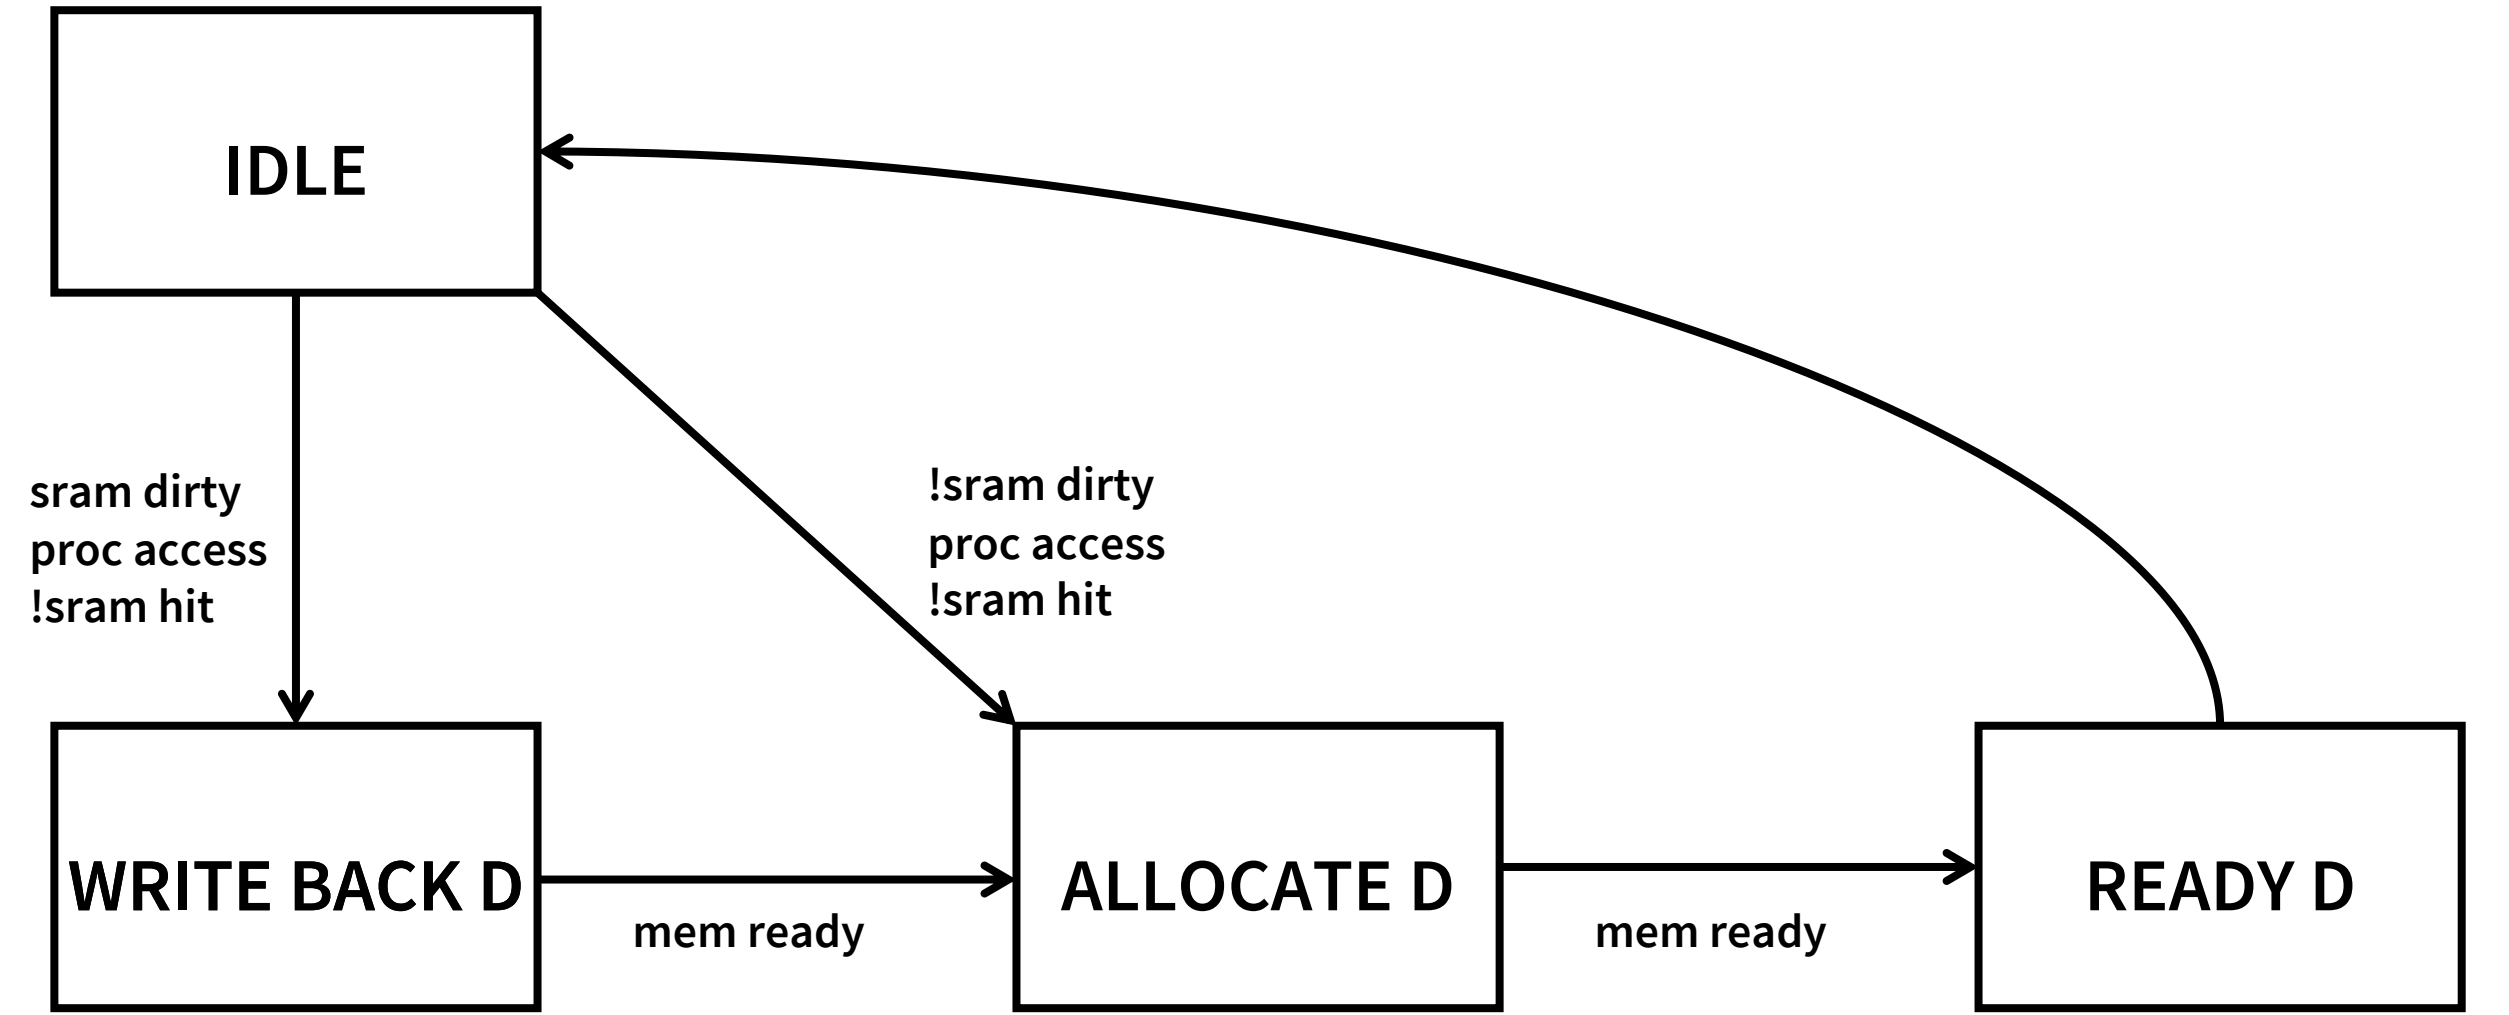 IDLE
sram dirty
proc access
!sram hit
!sram dirty
proc access
!sram hit
WRITE BACK D
mem ready
ALLOCATE D
mem ready
READY D